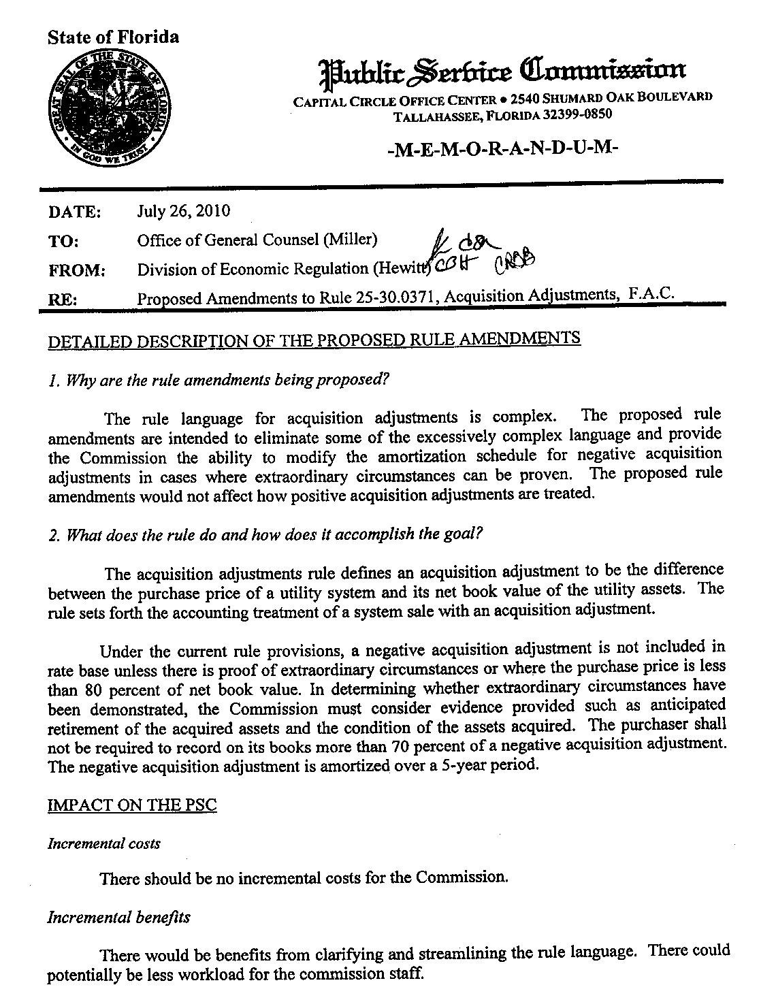 State of Florida
GREAT SEAL OF THE STATE OF FLORIDA
IN GOD WE TRUST
Public Service Commission
CAPITAL CIRCLE OFFICE CENTER ● 2540 SHUMARD OAK BOULEVARD
TALLAHASSEE, FLORIDA 32399-0850
-M-E-M-O-R-A-N-D-U-M-
DATE: July 26, 2010
TO: Office of General Counsel (Miller)
FROM: Division of Economic Regulation (Hewitt)
RE: Proposed Amendments to Rule 25-30.0371, Acquisition Adjustments, F.A.C.
DETAILED DESCRIPTION OF THE PROPOSED RULE AMENDMENTS
1. Why are the rule amendments being proposed?
The rule language for acquisition adjustments is complex. The proposed rule
amendments are intended to eliminate some of the excessively complex language and provide
the Commission the ability to modify the amortization schedule for negative acquisition
adjustments in cases where extraordinary circumstances can be proven. The proposed rule
amendments would not affect how positive acquisition adjustments are treated.
2. What does the rule do and how does it accomplish the goal?
The acquisition adjustments rule defines an acquisition adjustment to be the difference
between the purchase price of a utility system and its net book value of the utility assets. The
rule sets forth the accounting treatment of a system sale with an acquisition adjustment.
Under the current rule provisions, a negative acquisition adjustment is not included in
rate base unless there is proof of extraordinary circumstances or where the purchase price is less
than 80 percent of net book value. In determining whether extraordinary circumstances have
been demonstrated, the Commission must consider evidence provided such as anticipated
retirement of the acquired assets and the condition of the assets acquired. The purchaser shall
not be required to record on its books more than 70 percent of a negative acquisition adjustment.
The negative acquisition adjustment is amortized over a 5-year period.
IMPACT ON THE PSC
Incremental costs
There should be no incremental costs for the Commission.
Incremental benefits
There would be benefits from clarifying and streamlining the rule language. There could
potentially be less workload for the commission staff.